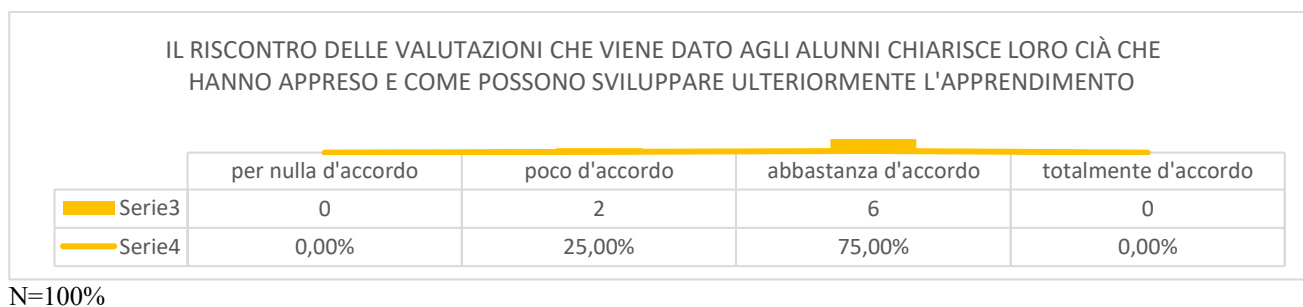 IL RISCONTRO DELLE VALUTAZIONI CHE VIENE DATO AGLI ALUNNI CHIARISCE LORO CIÀ CHE
HANNO APPRESO E COME POSSONO SVILUPPARE ULTERIORMENTE L'APPRENDIMENTO
per nulla d'accordo poco d'accordo abbastanza d'accordo totalmente d'accordo
Serie3 0 2 6 0
Serie4 0,00% 25,00% 75,00% 0,00%
N=100%